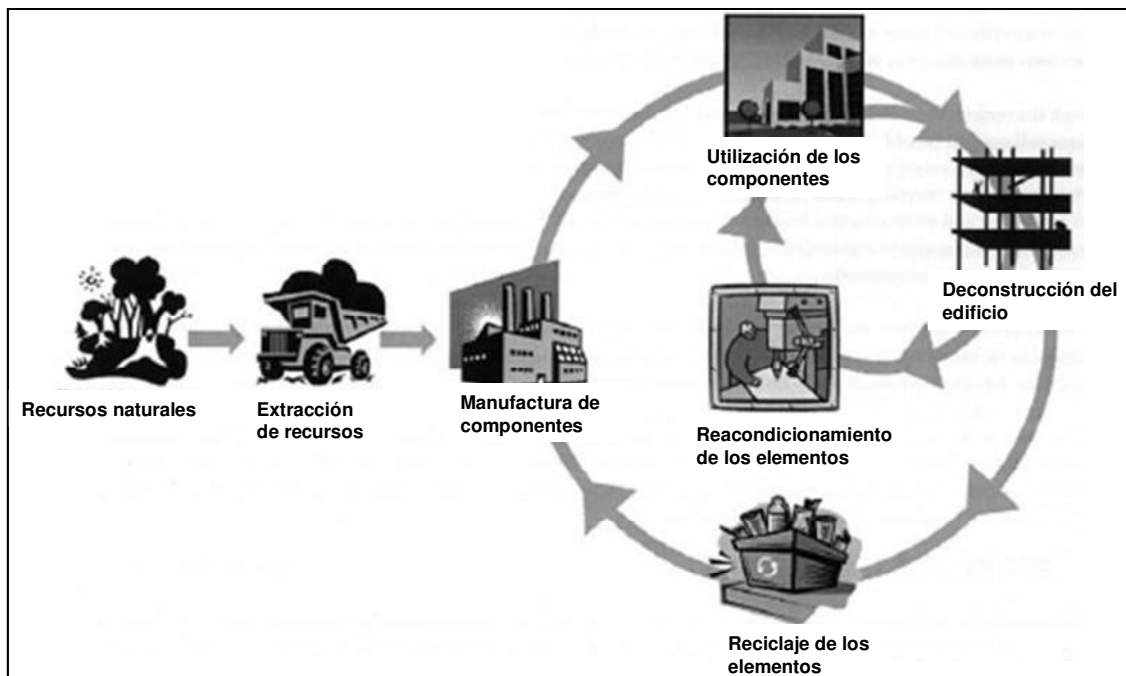 Utilización de los
componentes
Deconstrucción del
edificio
Recursos naturales
Extracción
de recursos
Manufactura de
componentes
Reacondicionamiento
de los elementos
Reciclaje de los
elementos